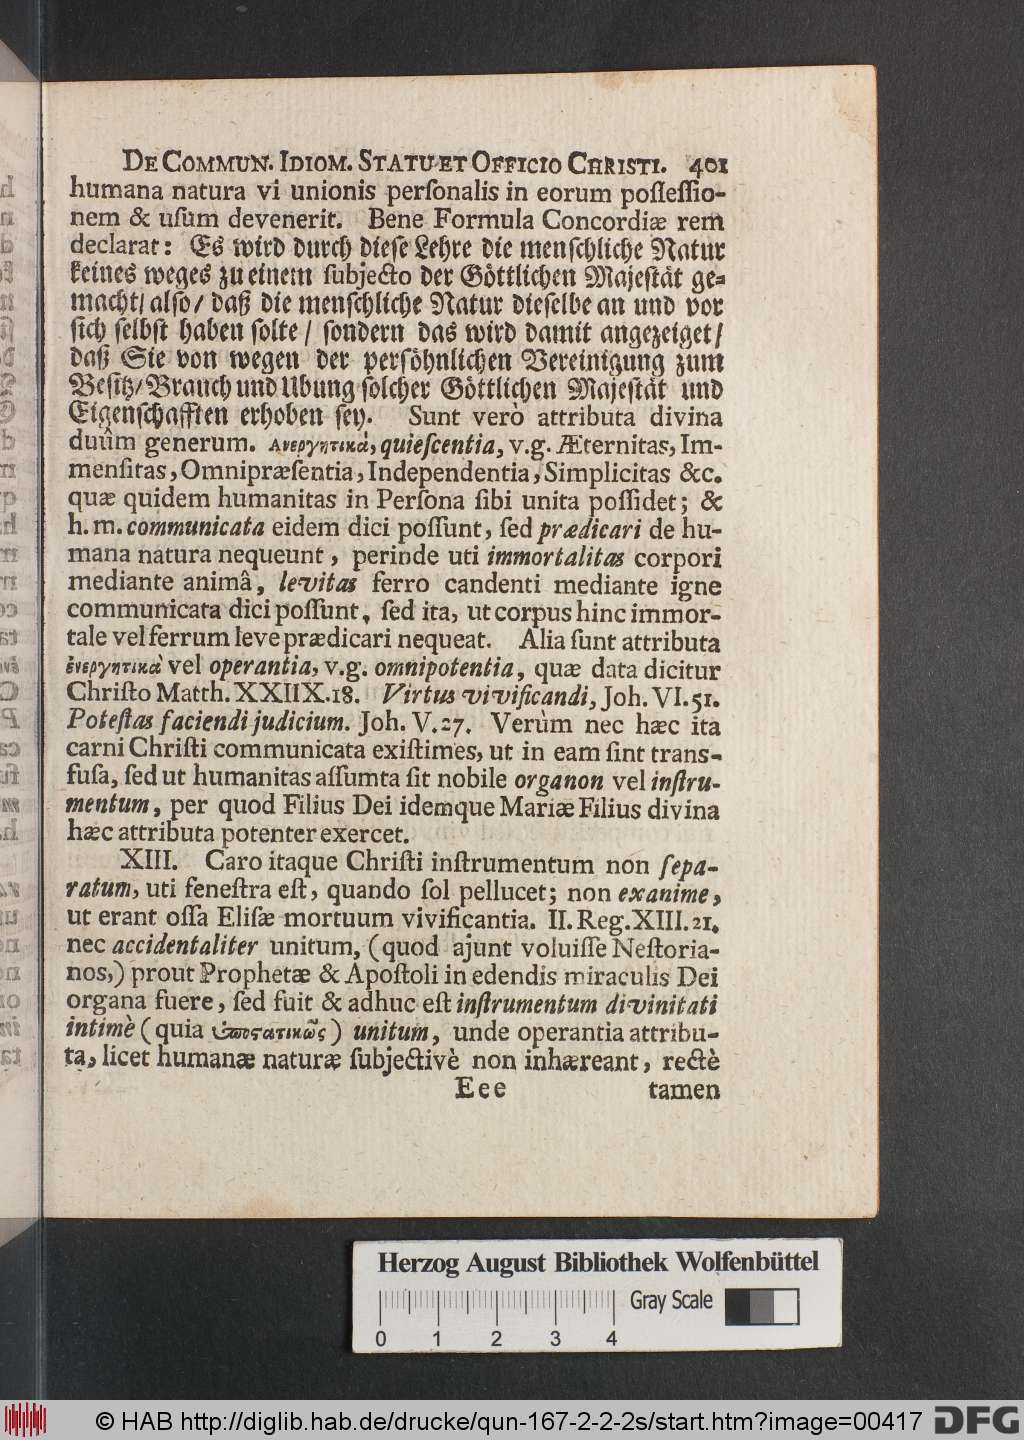 DE COMMUN. IDIOM. STATU ET OFFICIO CHRISTI. 401
humana natura vi unionis perſonalis in eorum poſſeſſio-
nem & uſum devenerit. Bene Formula Concordiæ rem
declarat: Es wird durch dieſe Lehre die menſchliche Natur
keines weges zu einem ſubjecto der Göttlichen Majeſtät ge-
macht/ alſo/ daß die menſchliche Natur dieſelbe an und vor
ſich ſelbſt haben ſolte/ ſondern das wird damit angezeiget/
daß Sie von wegen der perſöhnlichen Vereinigung zum
Beſitz/ Brauch und Ubung ſolcher Göttlichen Majeſtät und
Eigenſchafften erhoben ſey. Sunt verò attributa divina
duûm generum. Ἀνεργητικὰ, quieſcentia, v.g. Æternitas, Im-
menſitas, Omnipræſentia, Independentia, Simplicitas &c.
quæ quidem humanitas in Perſona ſibi unita poſſidet; &
h. m. communicata eidem dici poſſunt, ſed prædicari de hu-
mana natura nequeunt, perinde uti immortalitas corpori
mediante animâ, levitas ferro candenti mediante igne
communicata dici poſſunt, ſed ita, ut corpus hinc immor-
tale vel ferrum leve prædicari nequeat. Alia ſunt attributa
ἐνεργητικὰ vel operantia, v.g. omnipotentia, quæ data dicitur
Chriſto Matth. XXIIX.18. Virtus vivificandi, Joh. VI.51.
Poteſtas faciendi judicium. Joh. V.27. Verùm nec hæc ita
carni Chriſti communicata exiſtimes, ut in eam ſint trans-
fuſa, ſed ut humanitas aſſumta ſit nobile organon vel inſtru-
mentum, per quod Filius Dei idemque Mariæ Filius divina
hæc attributa potenter exercet.
XIII. Caro itaque Chriſti inſtrumentum non ſepa-
ratum, uti feneſtra eſt, quando ſol pellucet; non exanime,
ut erant oſſa Eliſæ mortuum vivificantia. II. Reg. XIII. 21.
nec accidentaliter unitum, (quod ajunt voluiſſe Neſtoria-
nos,) prout Prophetæ & Apoſtoli in edendis miraculis Dei
organa fuere, ſed fuit & adhuc eſt inſtrumentum divinitati
intimè (quia ὑποστατικῶς) unitum, unde operantia attribu-
ta, licet humanæ naturæ ſubjectivè non inhæreant, rectè
Eee tamen
Herzog August Bibliothek Wolfenbüttel
Gray Scale
0 1 2 3 4
© HAB http://diglib.hab.de/drucke/qun-167-2-2-2s/start.htm?image=00417 DFG